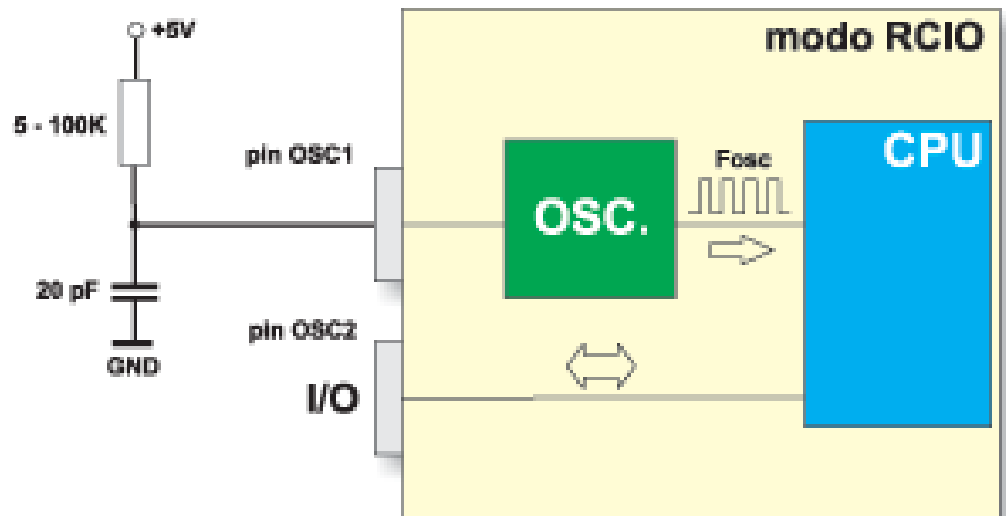 +5V
modo RCIO
5 - 100K
pin OSC1
Fosc
CPU
OSC.
20 pF
pin OSC2
GND
I/O